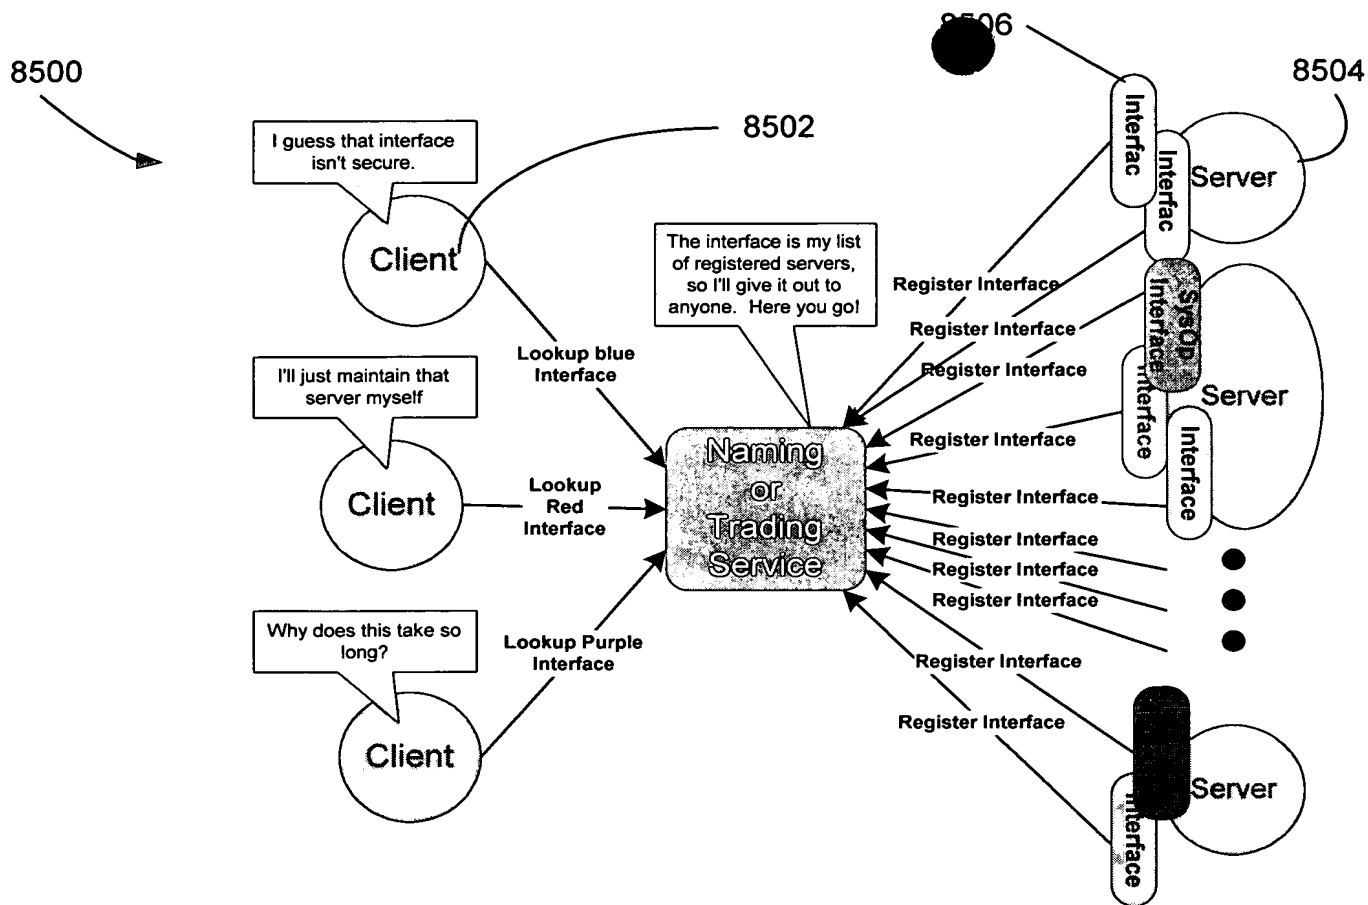 8506
8500
8504
8502
I guess that interface
isn't secure.
Client
The interface is my list
of registered servers,
so I'll give it out to
anyone. Here you go!
Lookup blue
Interface
I'll just maintain that
server myself
Client
Lookup
Red
Interface
Why does this take so
long?
Client
Lookup Purple
Interface
Naming
or
Trading
Service
Register Interface
Register Interface
Register Interface
Register Interface
Register Interface
Register Interface
Register Interface
Register Interface
Register Interface
Register Interface
Interfac
Interfac
Server
SysOp
Interface
Interface
Interface
Server
Interface
Server